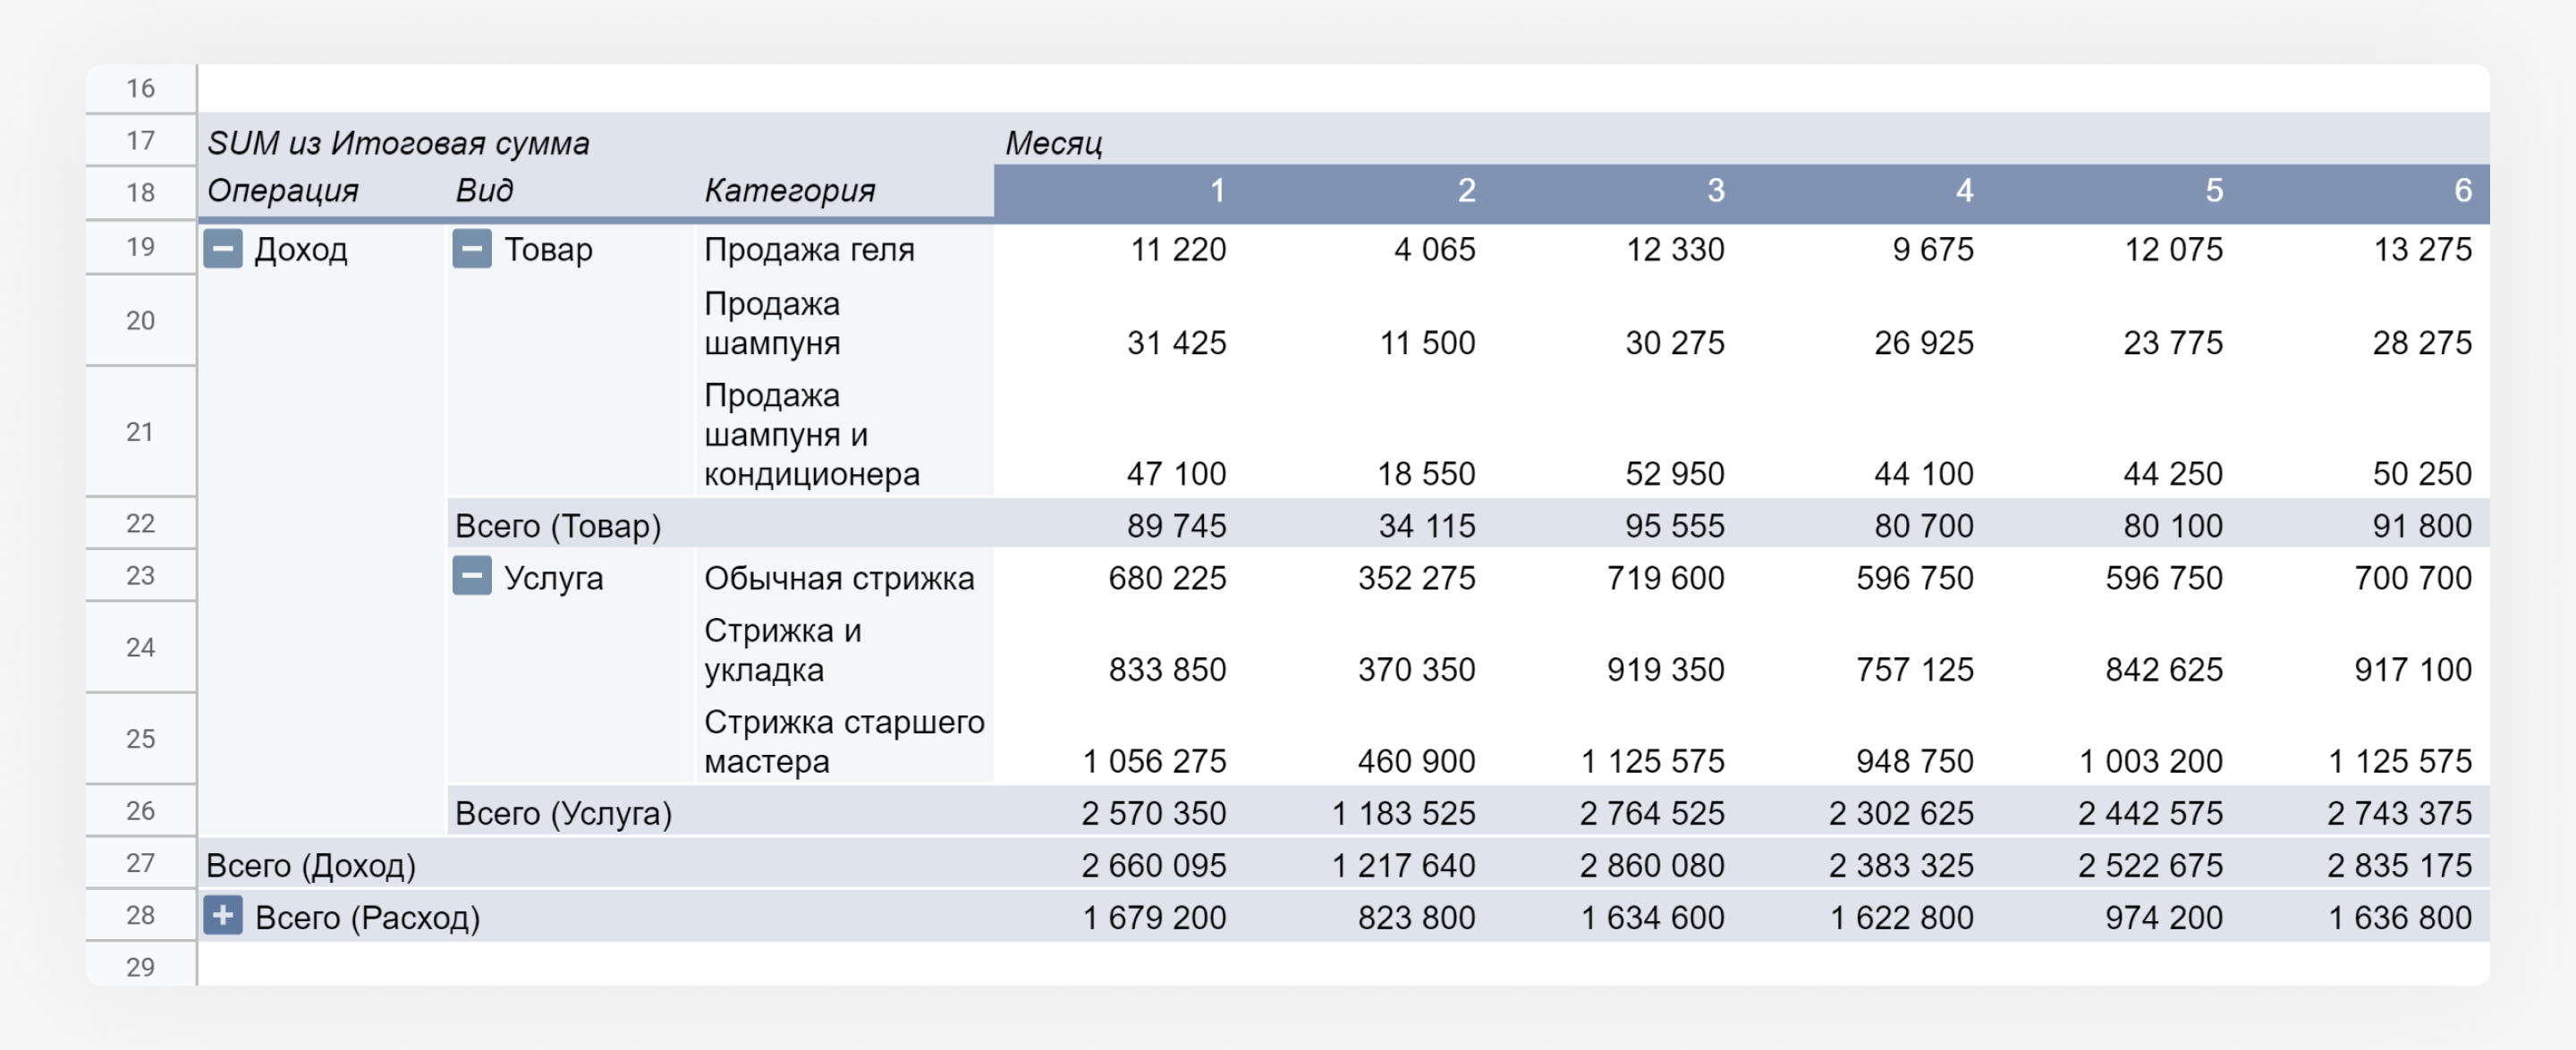 16
17 SUM из Итоговая сумма Месяц
18 Операция Вид Категория 1 2 3 4 5 6
19 Доход Товар Продажа геля 11 220 4 065 12 330 9 675 12 075 13 275
20 Продажа
шампуня 31 425 11 500 30 275 26 925 23 775 28 275
21 Продажа
шампуня и
кондиционера 47 100 18 550 52 950 44 100 44 250 50 250
22 Всего (Товар) 89 745 34 115 95 555 80 700 80 100 91 800
23 Услуга Обычная стрижка 680 225 352 275 719 600 596 750 596 750 700 700
24 Стрижка и
укладка 833 850 370 350 919 350 757 125 842 625 917 100
25 Стрижка старшего
мастера 1 056 275 460 900 1 125 575 948 750 1 003 200 1 125 575
26 Всего (Услуга) 2 570 350 1 183 525 2 764 525 2 302 625 2 442 575 2 743 375
27 Всего (Доход) 2 660 095 1 217 640 2 860 080 2 383 325 2 522 675 2 835 175
28 Всего (Расход) 1 679 200 823 800 1 634 600 1 622 800 974 200 1 636 800
29